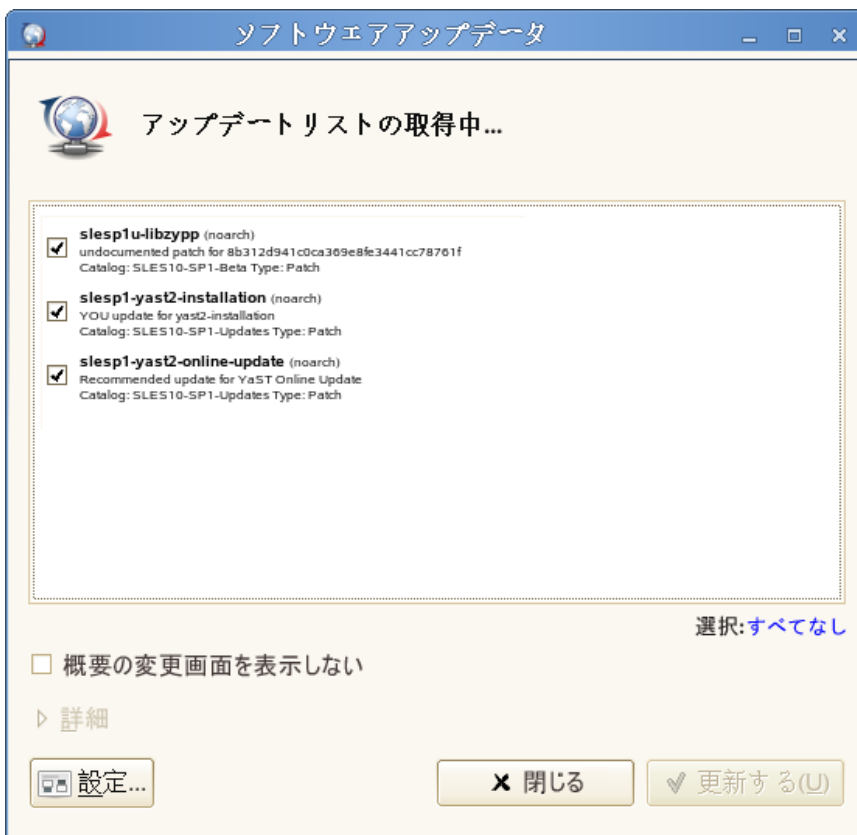 ソフトウエアアップデータ
アップデートリストの取得中...
slesp1u-libzypp (noarch)
undocumented patch for 8b312d941c0ca369e8fe3441cc78761f
Catalog: SLES10-SP1-Beta Type: Patch
slesp1-yast2-installation (noarch)
YOU update for yast2-installation
Catalog: SLES10-SP1-Updates Type: Patch
slesp1-yast2-online-update (noarch)
Recommended update for YaST Online Update
Catalog: SLES10-SP1-Updates Type: Patch
選択:すべてなし
概要の変更画面を表示しない
詳細
設定... 閉じる 更新する(U)